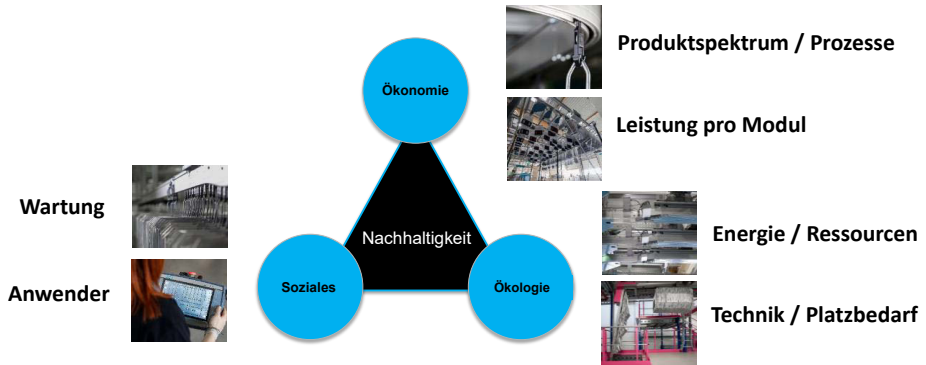 Produktspektrum / Prozesse
Ökonomie
Leistung pro Modul
Wartung
Nachhaltigkeit
Energie / Ressourcen
Anwender
Soziales
Ökologie
Technik / Platzbedarf